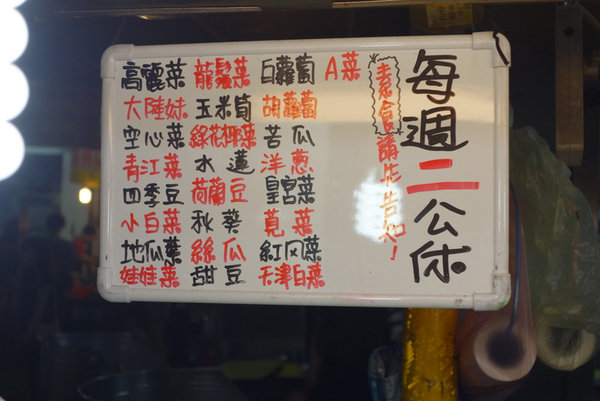 每週二公休
素食請先告知！
高麗菜 龍鬚菜 白蘿蔔 A菜
大陸妹 玉米筍 胡蘿蔔
空心菜 綠花椰菜 苦瓜
青江菜 水蓮 洋蔥
四季豆 荷蘭豆 皇宮菜
小白菜 秋葵 莧菜
地瓜葉 絲瓜 紅凤菜
娃娃菜 甜豆 天津白菜